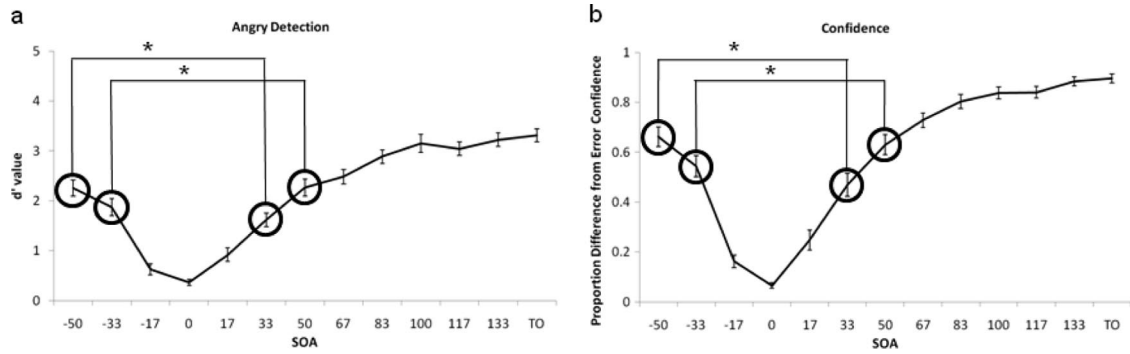 a
Angry Detection
d' value
5
4
3
2
1
0
*
*
-50 -33 -17 0 17 33 50 67 83 100 117 133 TO
SOA
b
Confidence
Proportion Difference from Error Confidence
1
0.8
0.6
0.4
0.2
0
*
*
-50 -33 -17 0 17 33 50 67 83 100 117 133 TO
SOA